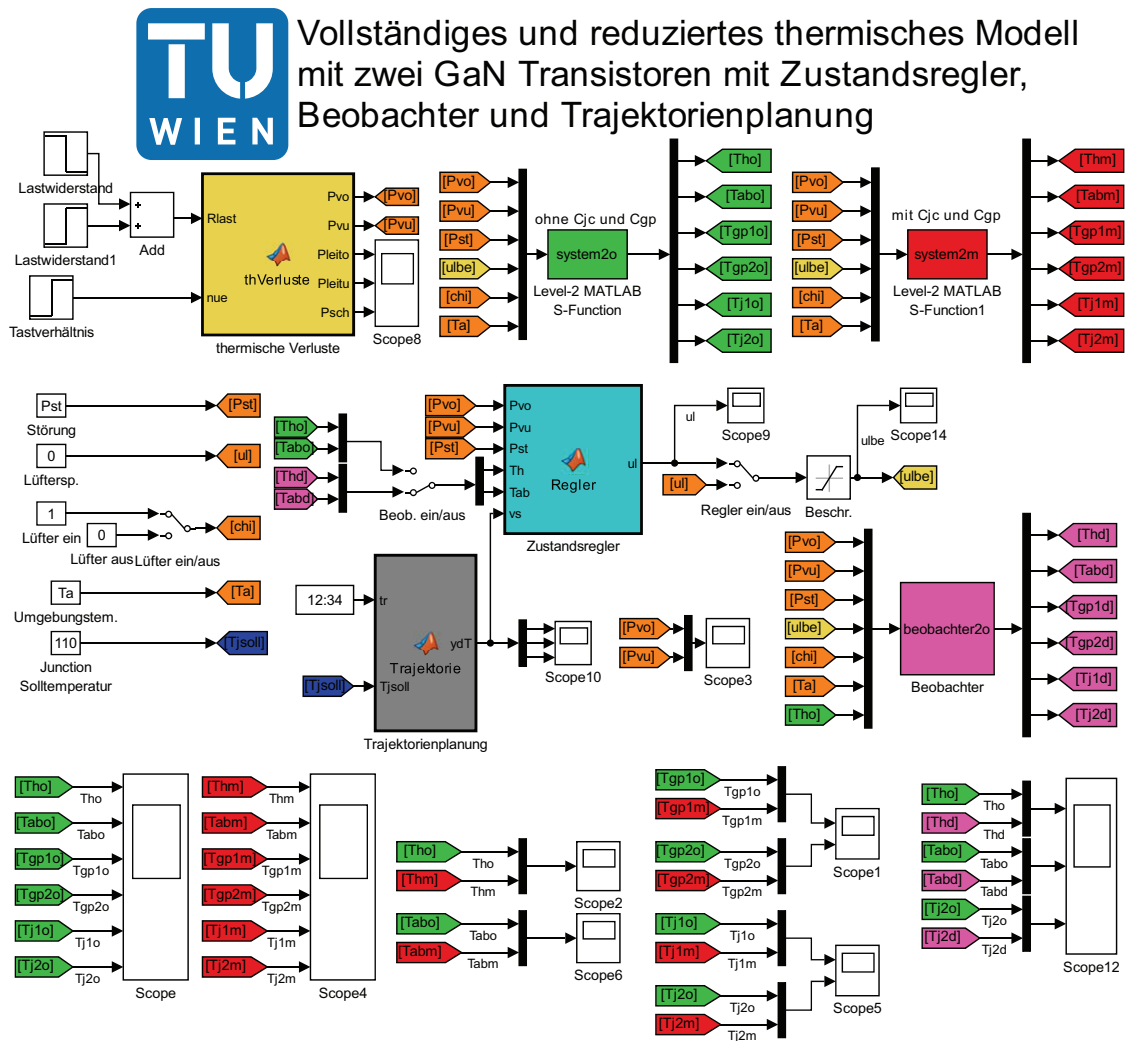 TU
WIEN
Vollständiges und reduziertes thermisches Modell
mit zwei GaN Transistoren mit Zustandsregler,
Beobachter und Trajektorienplanung
Lastwiderstand
Lastwiderstand1
Tastverhältnis
+
+
Add
Rlast
nue
thVerluste
Pvo
Pvu
Pleito
Pleitu
Psch
thermische Verluste
[Pvo]
[Pvu]
Scope8
[Pvo]
[Pvu]
[Pst]
[ulbe]
[chi]
[Ta]
ohne Cjc und Cgp
system2o
Level-2 MATLAB
S-Function
[Tho]
[Tabo]
[Tgp1o]
[Tgp2o]
[Tj1o]
[Tj2o]
[Pvo]
[Pvu]
[Pst]
[ulbe]
[chi]
[Ta]
mit Cjc und Cgp
system2m
Level-2 MATLAB
S-Function1
[Thm]
[Tabm]
[Tgp1m]
[Tgp2m]
[Tj1m]
[Tj2m]
Pst
[Pst]
Störung
0
[ul]
Lüftersp.
1
Lüfter ein
0
Lüfter aus
Lüfter ein/aus
[chi]
Ta
[Ta]
Umgebungstem.
110
[Tjsoll]
Junction
Solltemperatur
[Tho]
[Tabo]
[Thd]
[Tabd]
Beob. ein/aus
[Pvo]
[Pvu]
[Pst]
Pvo
Pvu
Pst
Th
Tab
vs
Regler
ul
Zustandsregler
ul
Scope9
[ul]
Regler ein/aus
Beschr.
ulbe
Scope14
[ulbe]
12:34
[Tjsoll]
tr
Tjsoll
Trajektorie
ydT
Trajektorienplanung
Scope10
[Pvo]
[Pvu]
Scope3
[Pvo]
[Pvu]
[Pst]
[ulbe]
[chi]
[Ta]
[Tho]
beobachter2o
Beobachter
[Thd]
[Tabd]
[Tgp1d]
[Tgp2d]
[Tj1d]
[Tj2d]
[Tho]
Tho
[Tabo]
Tabo
[Tgp1o]
Tgp1o
[Tgp2o]
Tgp2o
[Tj1o]
Tj1o
[Tj2o]
Tj2o
Scope
[Thm]
Thm
[Tabm]
Tabm
[Tgp1m]
Tgp1m
[Tgp2m]
Tgp2m
[Tj1m]
Tj1m
[Tj2m]
Tj2m
Scope4
[Tho]
Tho
[Thm]
Thm
Scope2
[Tabo]
Tabo
[Tabm]
Tabm
Scope6
[Tgp1o]
Tgp1o
[Tgp1m]
Tgp1m
[Tgp2o]
Tgp2o
[Tgp2m]
Tgp2m
Scope1
[Tj1o]
Tj1o
[Tj1m]
Tj1m
[Tj2o]
Tj2o
[Tj2m]
Tj2m
Scope5
[Tho]
Tho
[Thd]
Thd
[Tabo]
Tabo
[Tabd]
Tabd
[Tj2o]
Tj2o
[Tj2d]
Tj2d
Scope12